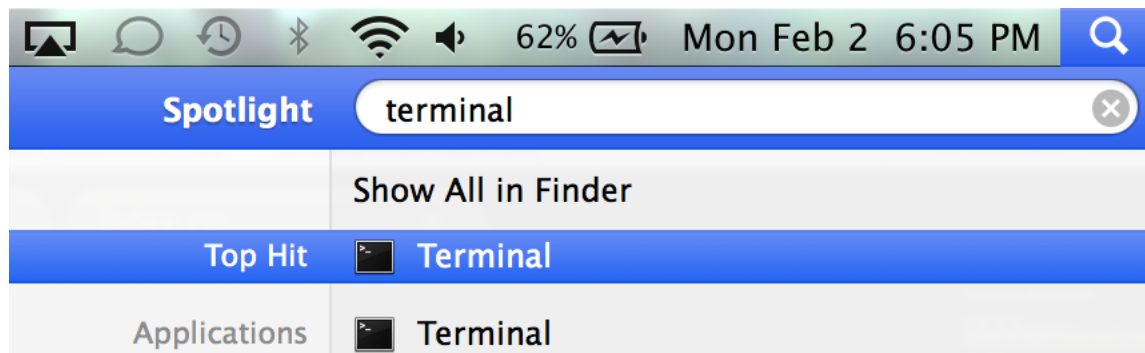 62% Mon Feb 2 6:05 PM
Spotlight terminal
Show All in Finder
Top Hit Terminal
Applications Terminal